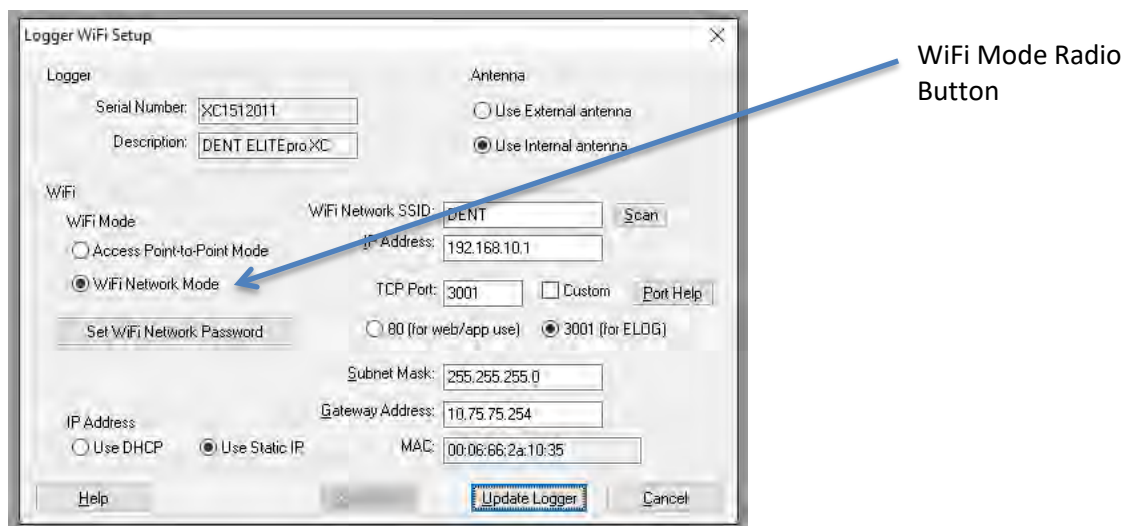 Logger WiFi Setup
WiFi Mode Radio
Button
Logger
Serial Number: XC1512011
Description: DENT ELITEpro XC
Antenna
Use External antenna
Use Internal antenna
WiFi
WiFi Mode
Access Point-to-Point Mode
WiFi Network Mode
Set WiFi Network Password
WiFi Network SSID: DENT Scan
IP Address: 192.168.10.1
TCP Port: 3001 Custom Port Help
80 (for web/app use) 3001 (for ELOG)
Subnet Mask: 255.255.255.0
Gateway Address: 10.75.75.254
MAC: 00:06:66:2a:10:35
IP Address
Use DHCP Use Static IP
Help Update Logger Cancel